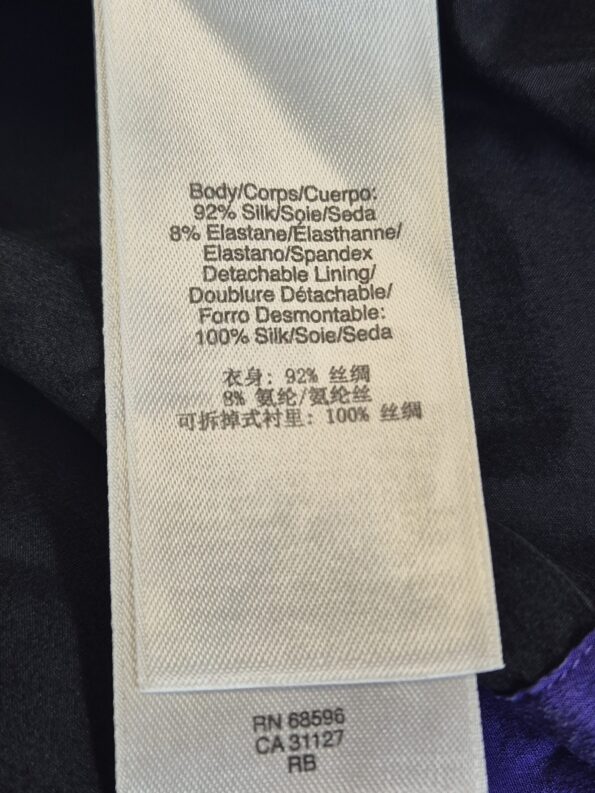 Body/Corps/Cuerpo:
92% Silk/Soie/Seda
8% Elastane/Élasthanne/
Elastano/Spandex
Detachable Lining/
Doublure Détachable/
Forro Desmontable:
100% Silk/Soie/Seda
衣身: 92% 丝绸
8% 氨纶/氨纶丝
可拆掉式衬里: 100% 丝绸
RN 68596
CA 31127
RB